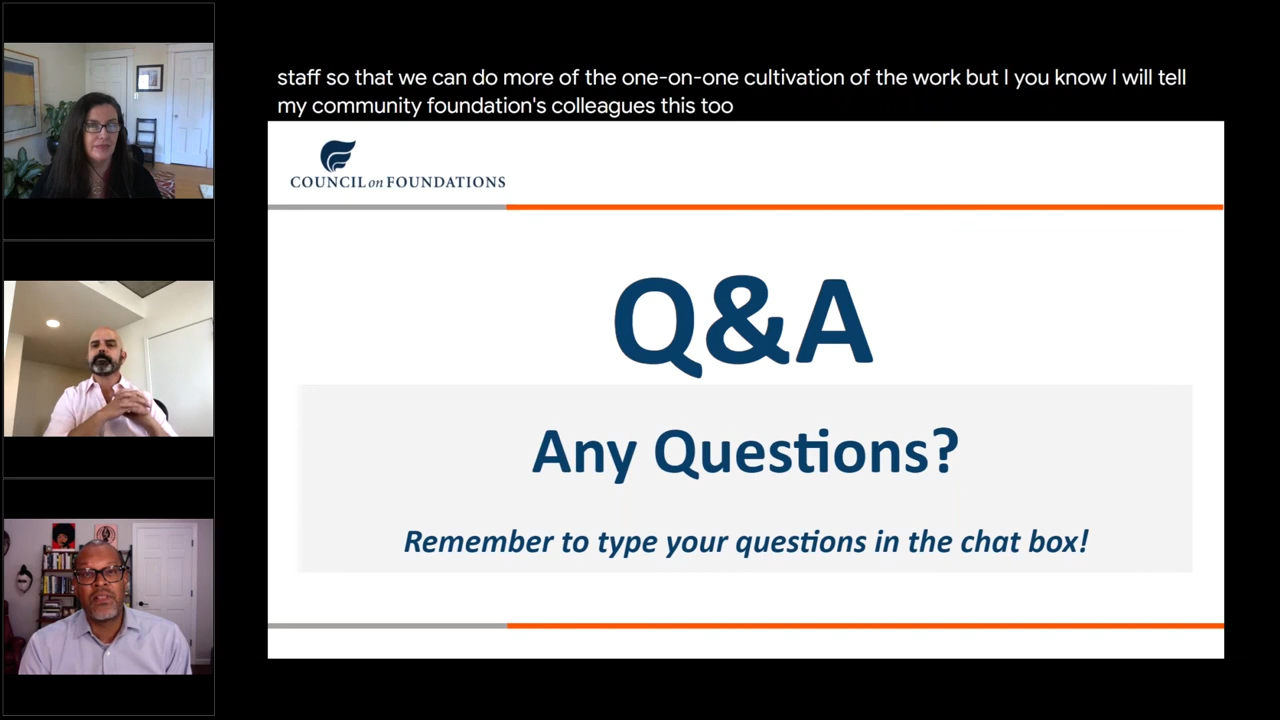 staff so that we can do more of the one-on-one cultivation of the work but I you know I will tell
my community foundation's colleagues this too
COUNCIL on FOUNDATIONS
Q&A
Any Questions?
Remember to type your questions in the chat box!